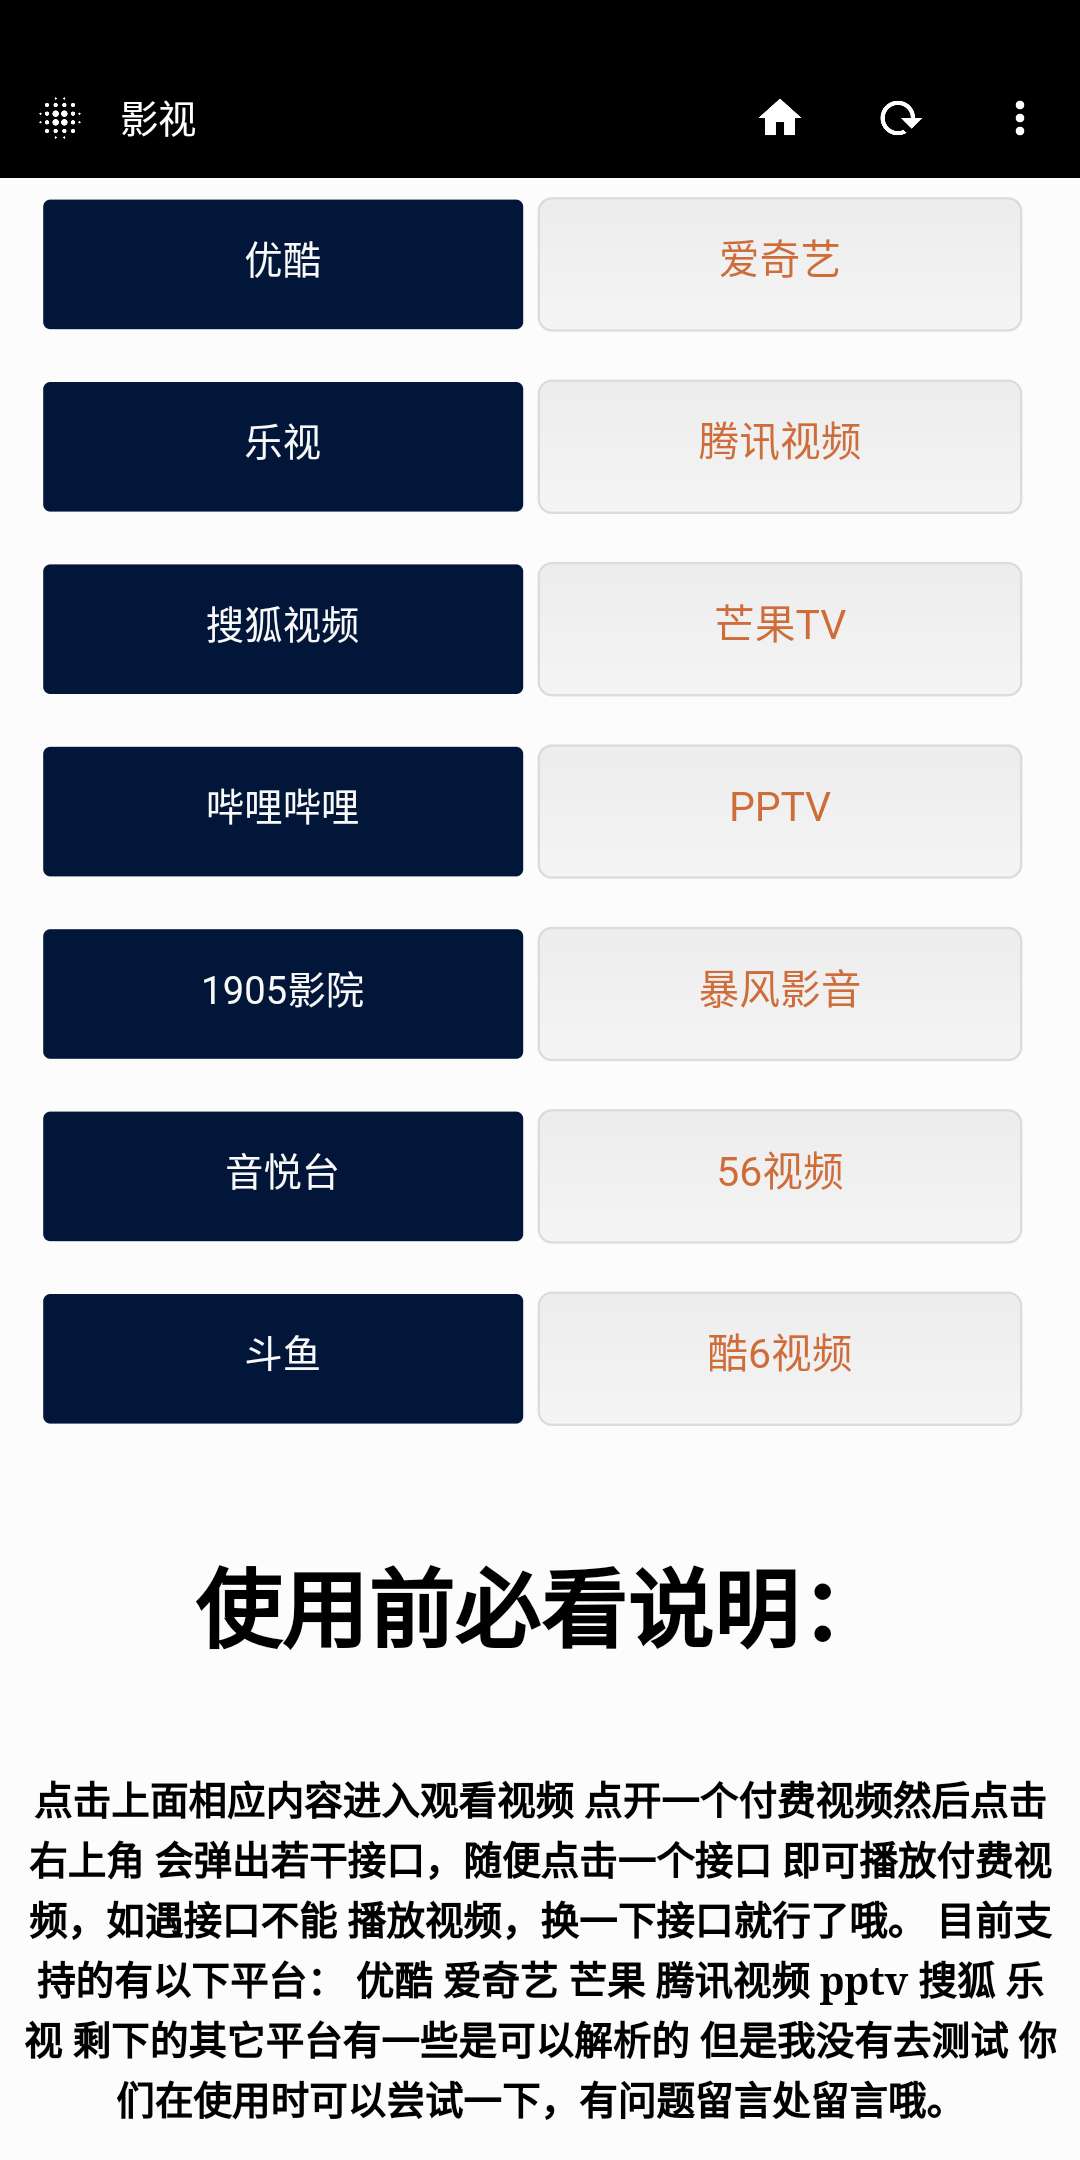 影视
优酷
爱奇艺
乐视
腾讯视频
搜狐视频
芒果TV
哔哩哔哩
PPTV
1905影院
暴风影音
音悦台
56视频
斗鱼
酷6视频
使用前必看说明：
点击上面相应内容进入观看视频 点开一个付费视频然后点击
右上角 会弹出若干接口，随便点击一个接口 即可播放付费视
频，如遇接口不能 播放视频，换一下接口就行了哦。 目前支
持的有以下平台： 优酷 爱奇艺 芒果 腾讯视频 pptv 搜狐 乐
视 剩下的其它平台有一些是可以解析的 但是我没有去测试 你
们在使用时可以尝试一下，有问题留言处留言哦。